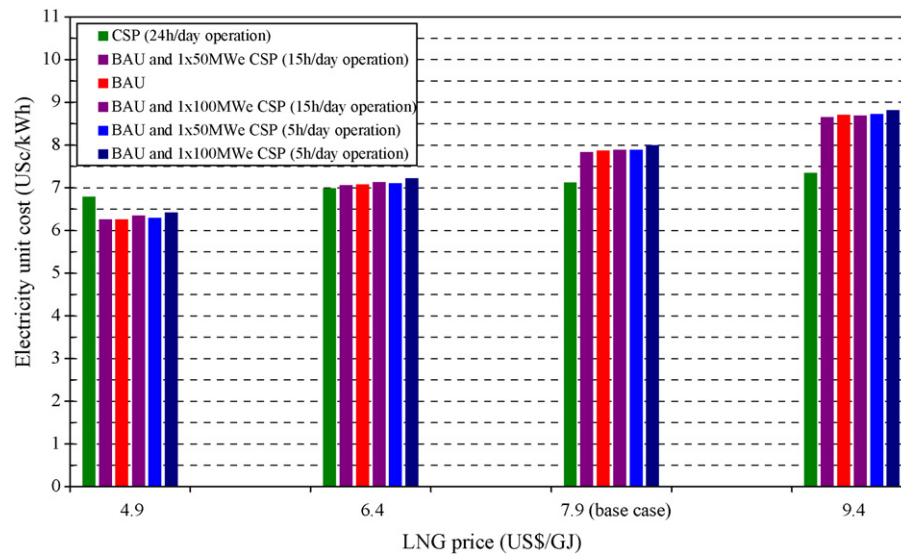 11
10
9
8
7
6
5
4
3
2
1
0
Electricity unit cost (USc/kWh)
CSP (24h/day operation)
BAU and 1x50MWe CSP (15h/day operation)
BAU
BAU and 1x100MWe CSP (15h/day operation)
BAU and 1x50MWe CSP (5h/day operation)
BAU and 1x100MWe CSP (5h/day operation)
4.9
6.4
7.9 (base case)
9.4
LNG price (US$/GJ)